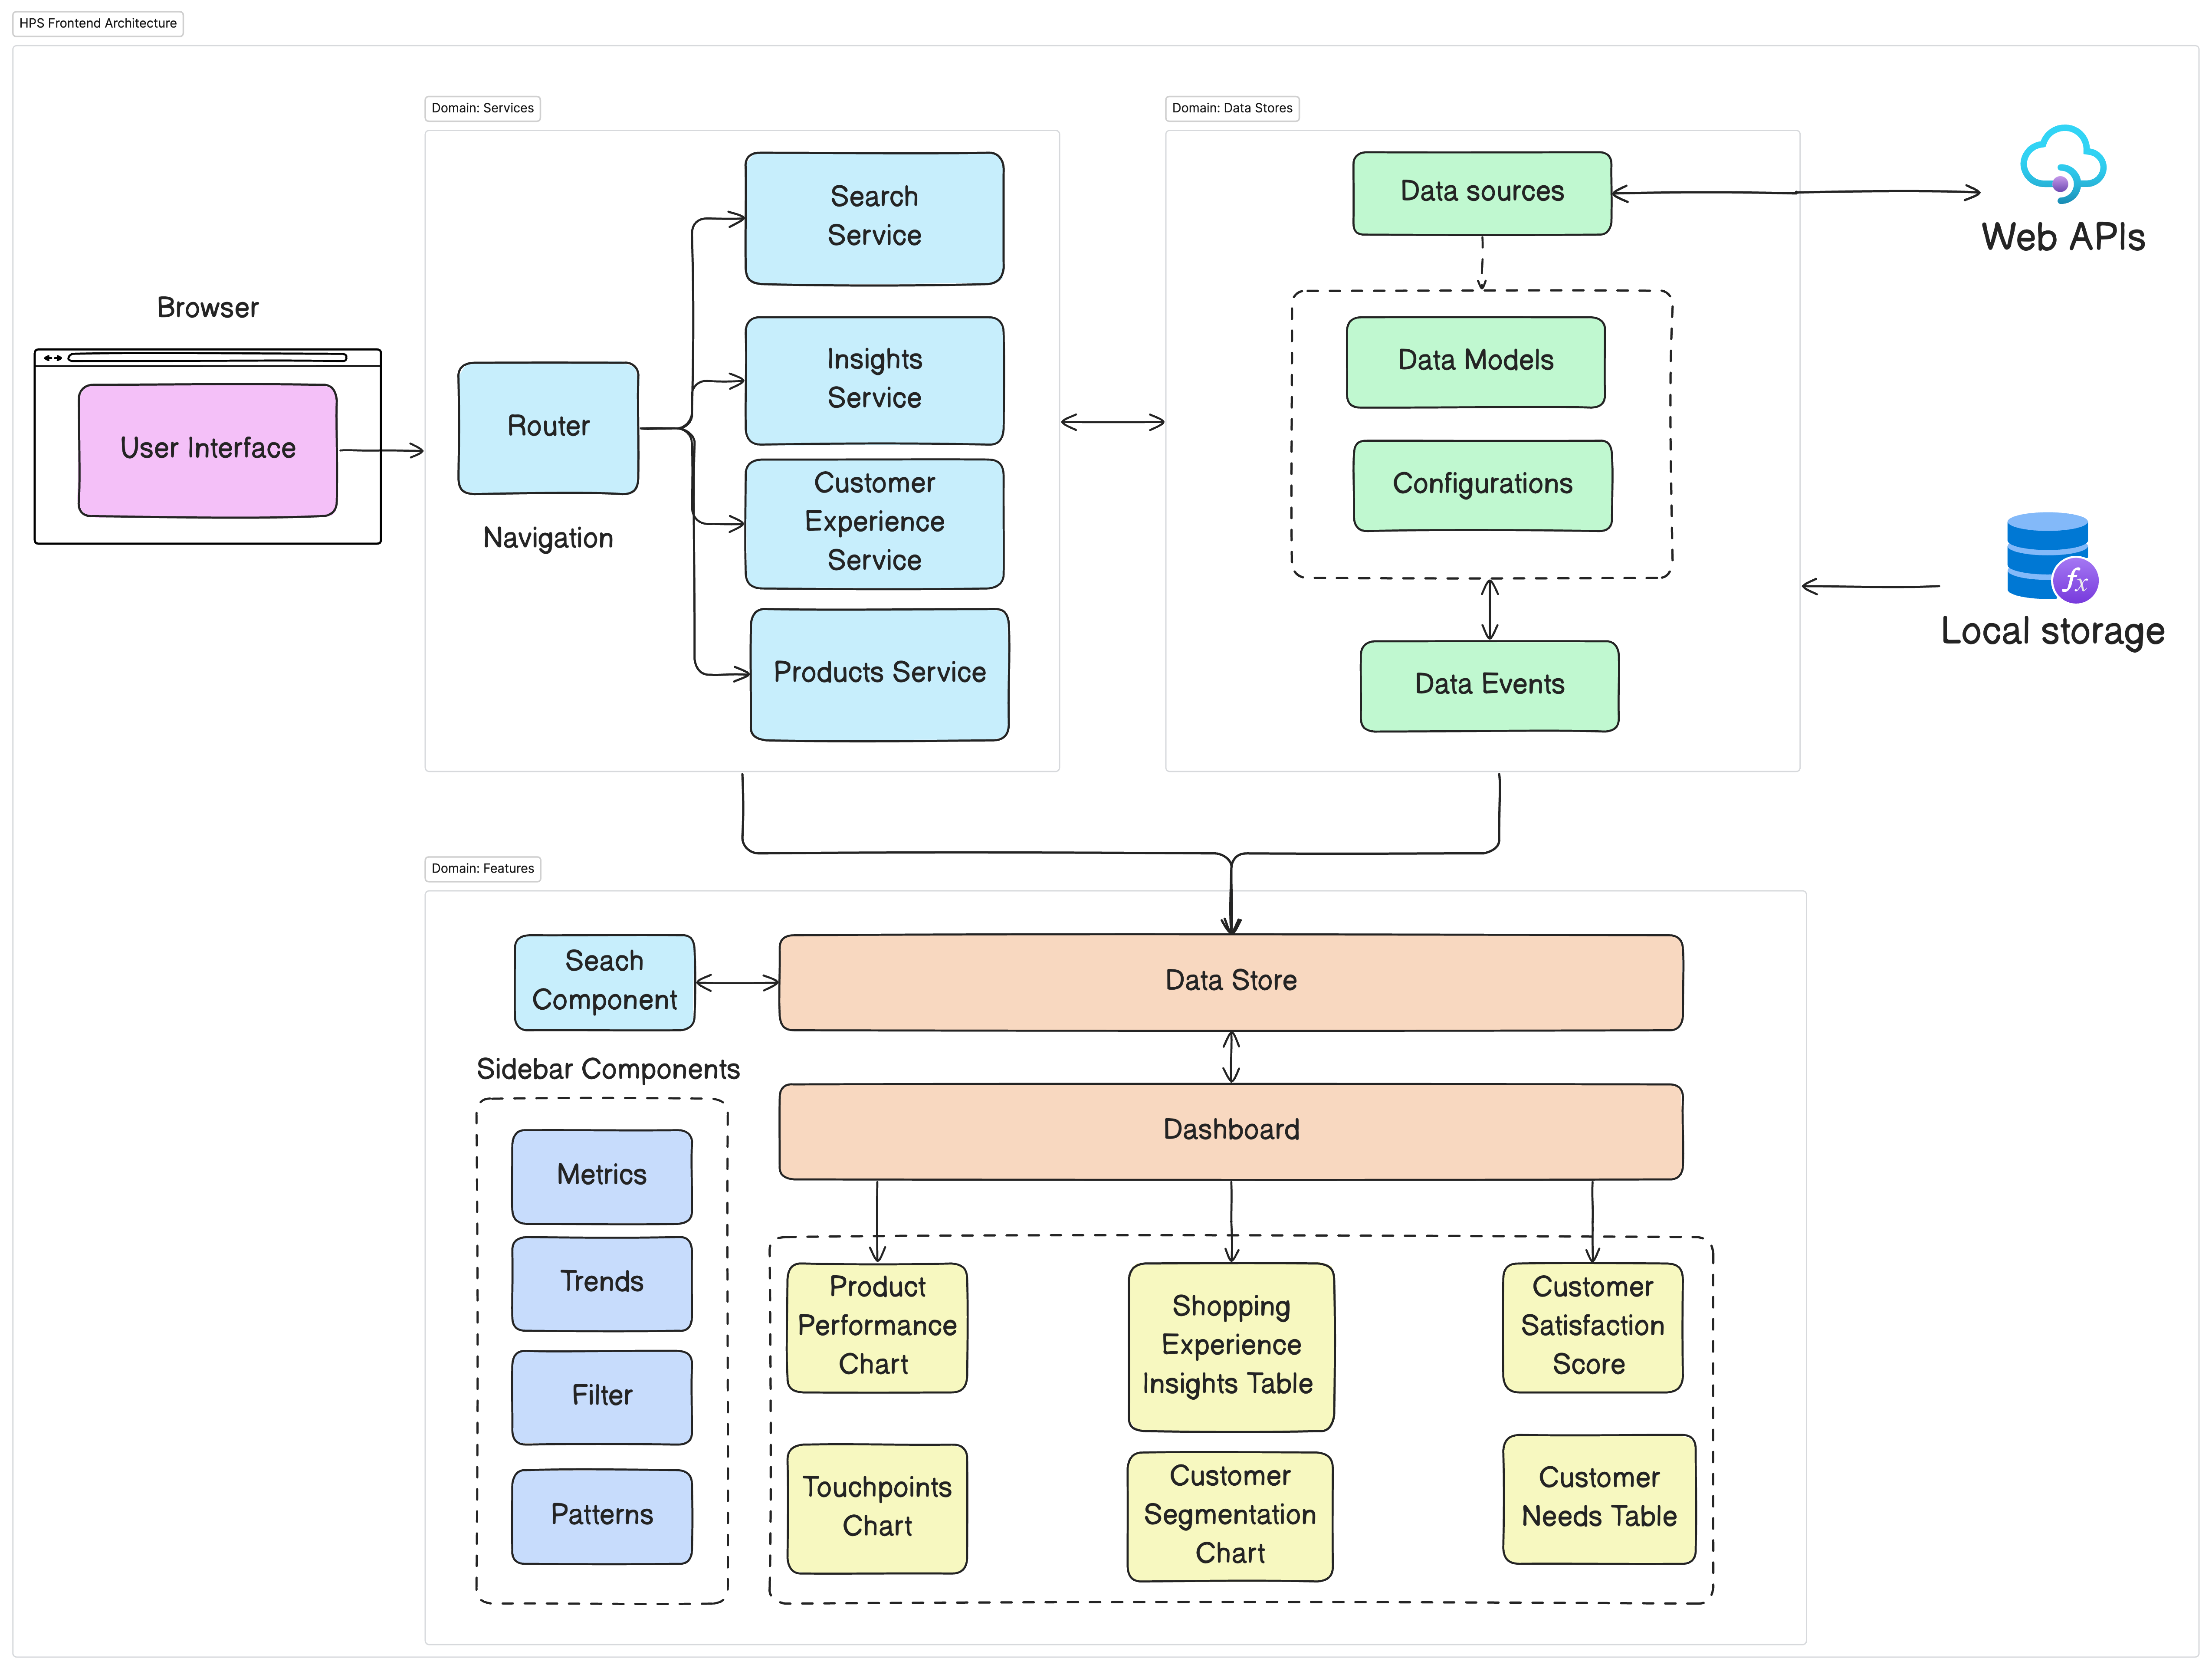 HPS Frontend Architecture
Domain: Services
Search
Service
Insights
Service
Customer
Experience
Service
Products Service
Router
Navigation
Browser
User Interface
Domain: Data Stores
Data sources
Data Models
Configurations
Data Events
Web APIs
fx
Local storage
Domain: Features
Seach
Component
Data Store
Sidebar Components
Metrics
Trends
Filter
Patterns
Dashboard
Product
Performance
Chart
Shopping
Experience
Insights Table
Customer
Satisfaction
Score
Touchpoints
Chart
Customer
Segmentation
Chart
Customer
Needs Table